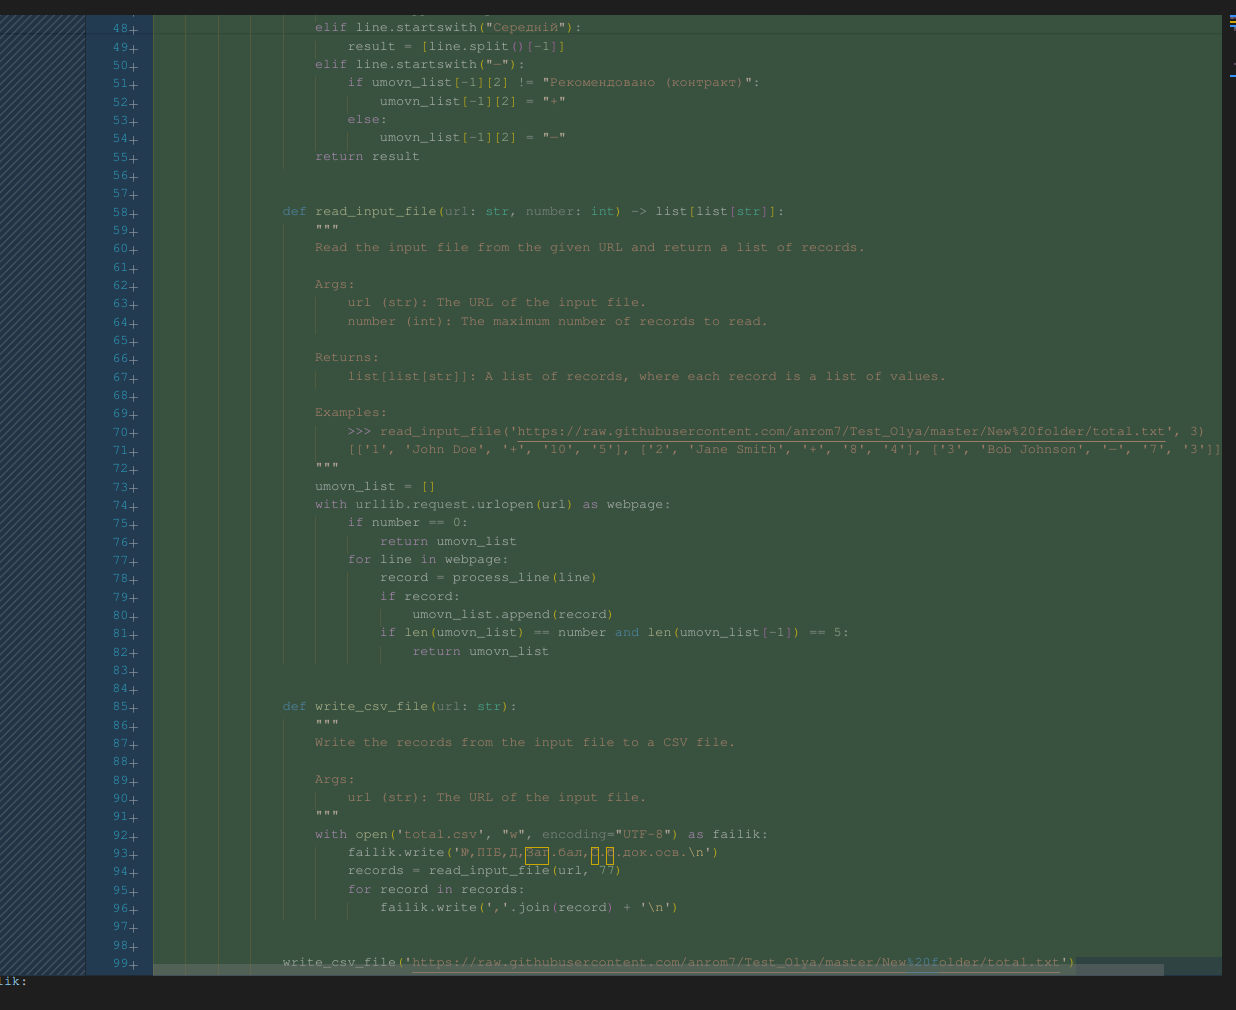 48+ elif line.startswith("Середній"):
49+ result = [line.split()[-1]]
50+ elif line.startswith("—"):
51+ if umovn_list[-1][2] != "Рекомендовано (контракт)":
52+ umovn_list[-1][2] = "+"
53+ else:
54+ umovn_list[-1][2] = "—"
55+ return result
56+
57+
58+ def read_input_file(url: str, number: int) -> list[list[str]]:
59+ """
60+ Read the input file from the given URL and return a list of records.
61+
62+ Args:
63+ url (str): The URL of the input file.
64+ number (int): The maximum number of records to read.
65+
66+ Returns:
67+ list[list[str]]: A list of records, where each record is a list of values.
68+
69+ Examples:
70+ >>> read_input_file('https://raw.githubusercontent.com/anrom7/Test_Olya/master/New%20folder/total.txt', 3)
71+ [['1', 'John Doe', '+', '10', '5'], ['2', 'Jane Smith', '+', '8', '4'], ['3', 'Bob Johnson', '—', '7', '3']]
72+ """
73+ umovn_list = []
74+ with urllib.request.urlopen(url) as webpage:
75+ if number == 0:
76+ return umovn_list
77+ for line in webpage:
78+ record = process_line(line)
79+ if record:
80+ umovn_list.append(record)
81+ if len(umovn_list) == number and len(umovn_list[-1]) == 5:
82+ return umovn_list
83+
84+
85+ def write_csv_file(url: str):
86+ """
87+ Write the records from the input file to a CSV file.
88+
89+ Args:
90+ url (str): The URL of the input file.
91+ """
92+ with open('total.csv', "w", encoding="UTF-8") as failik:
93+ failik.write('№,ПІБ,Д,Заг.бал,С.б.док.осв.\n')
94+ records = read_input_file(url, 77)
95+ for record in records:
96+ failik.write(','.join(record) + '\n')
97+
98+
99+ write_csv_file('https://raw.githubusercontent.com/anrom7/Test_Olya/master/New%20folder/total.txt')
lik: